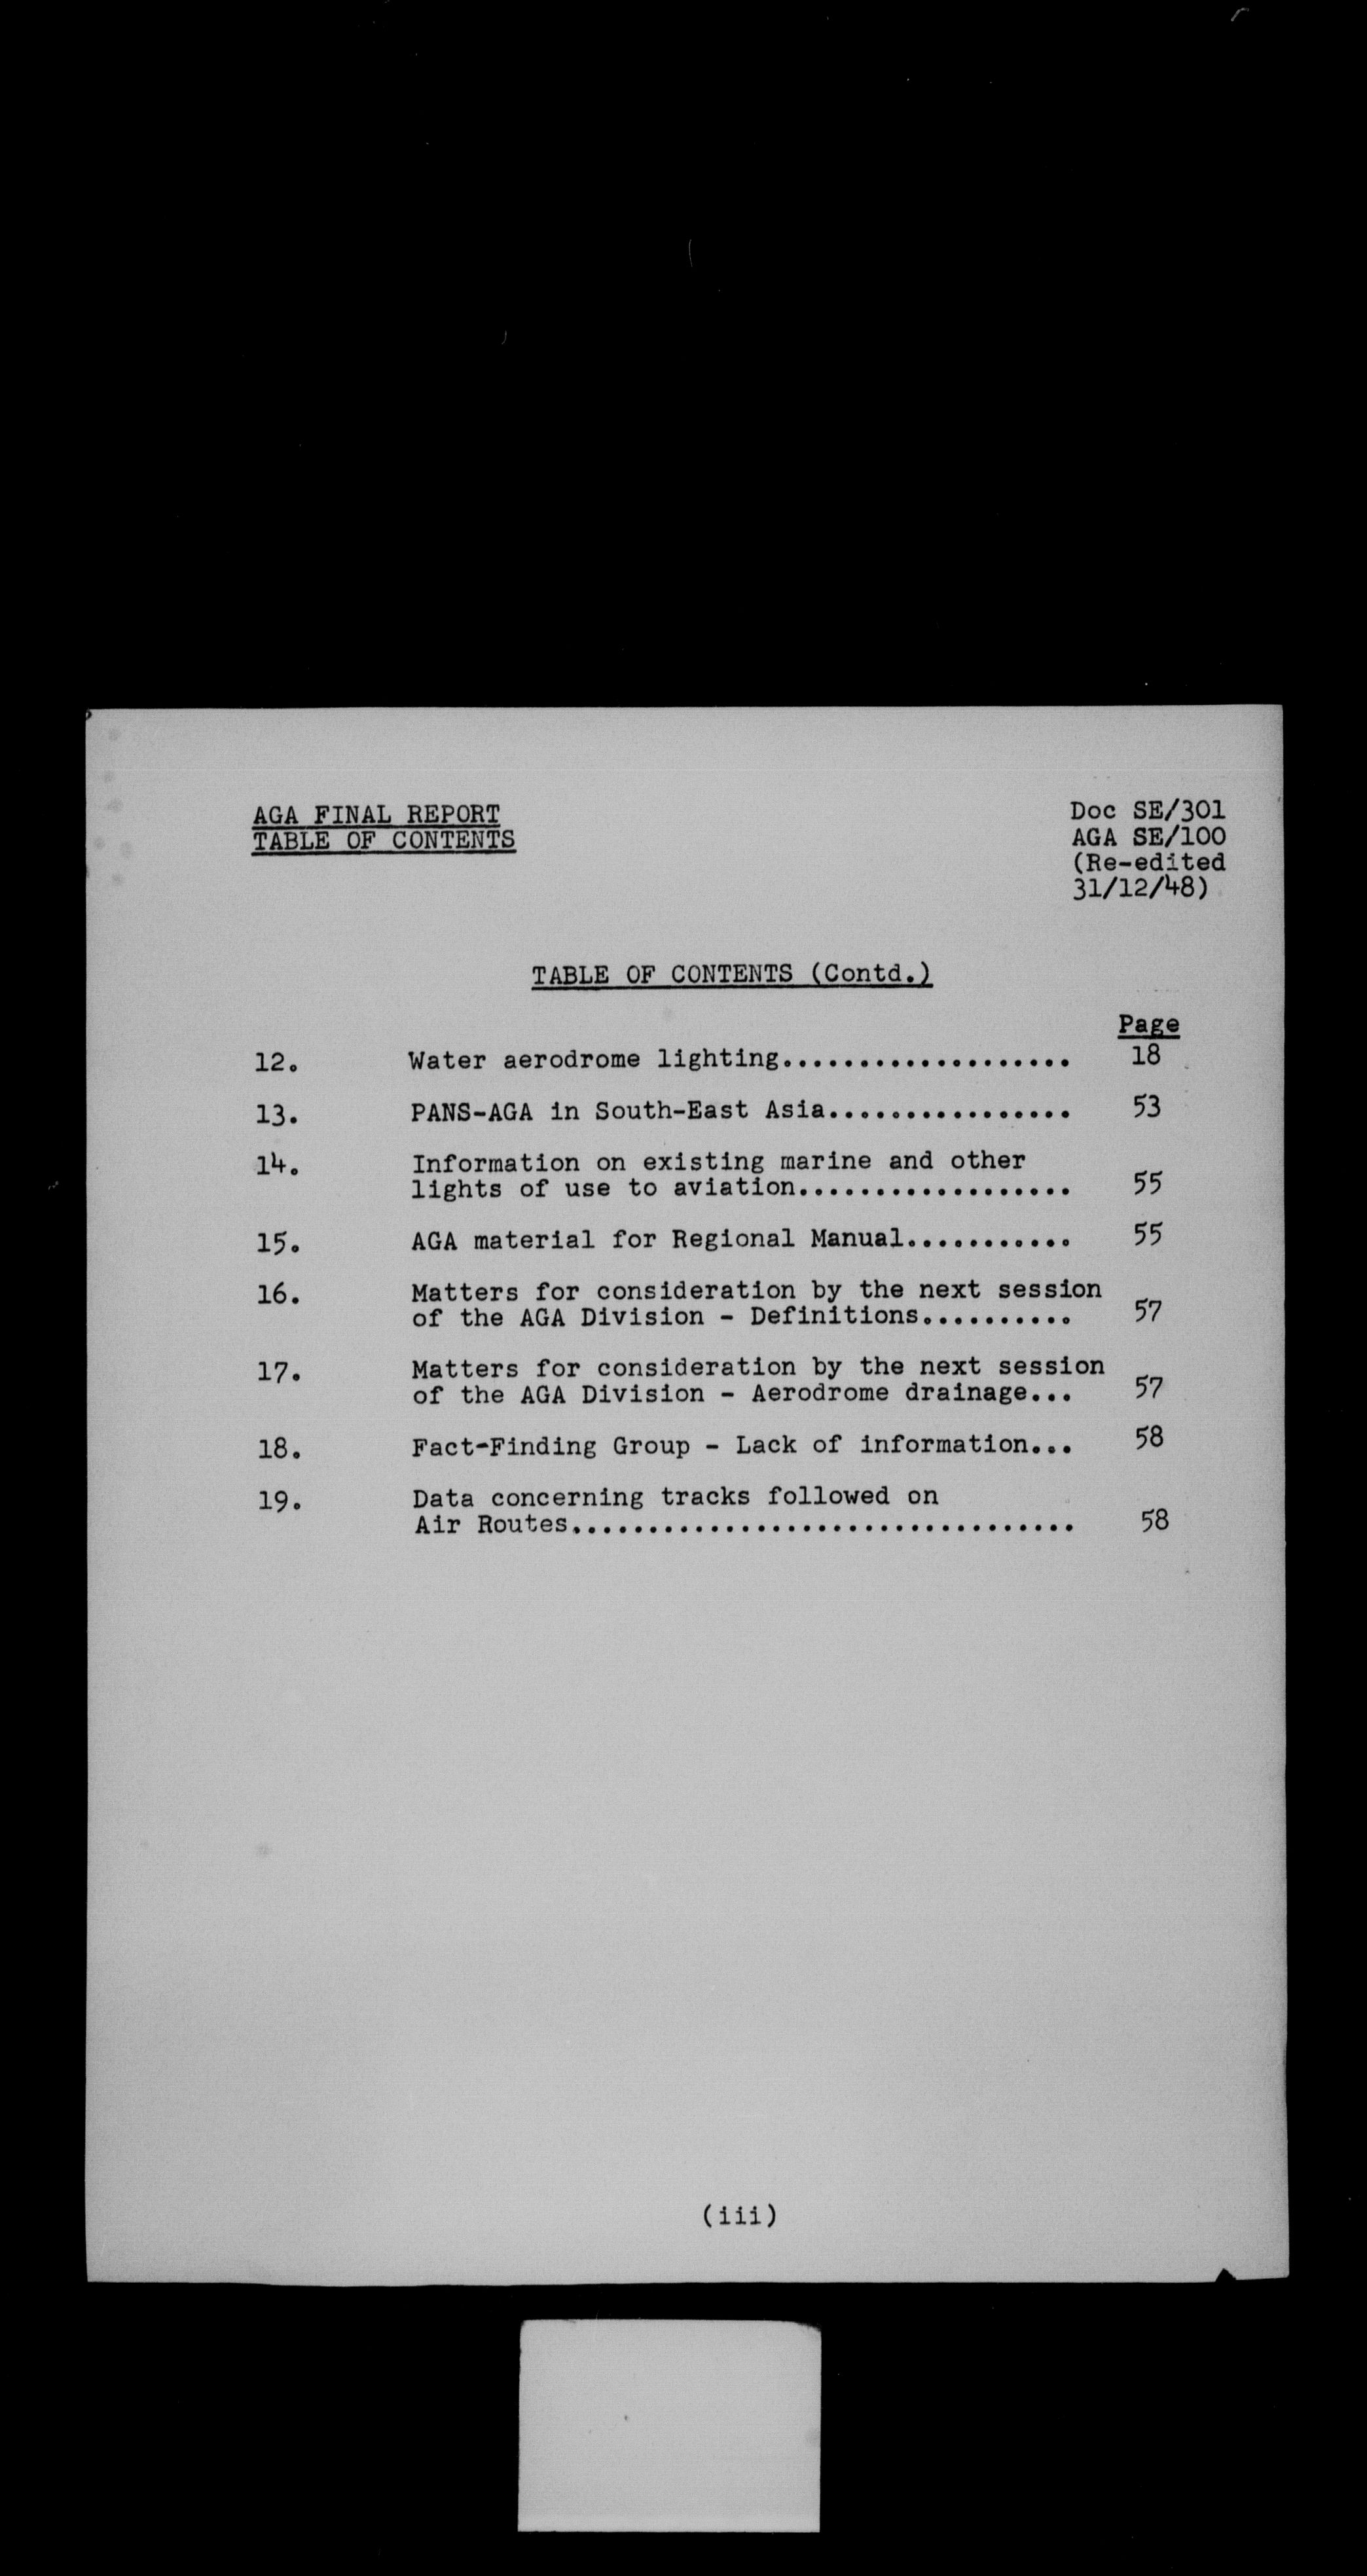 AGA FINAL REPORT
TABLE OF CONTENTS
Doc SE/301
AGA SE/100
(Re-edited
31/12/48)
TABLE OF CONTENTS (Contd.)
Page
12. Water aerodrome lighting................... 18
13. PANS-AGA in South-East Asia................ 53
14. Information on existing marine and other
lights of use to aviation.................. 55
15. AGA material for Regional Manual........... 55
16. Matters for consideration by the next session
of the AGA Division - Definitions.......... 57
17. Matters for consideration by the next session
of the AGA Division - Aerodrome drainage... 57
18. Fact-Finding Group - Lack of information... 58
19. Data concerning tracks followed on
Air Routes................................. 58
(iii)